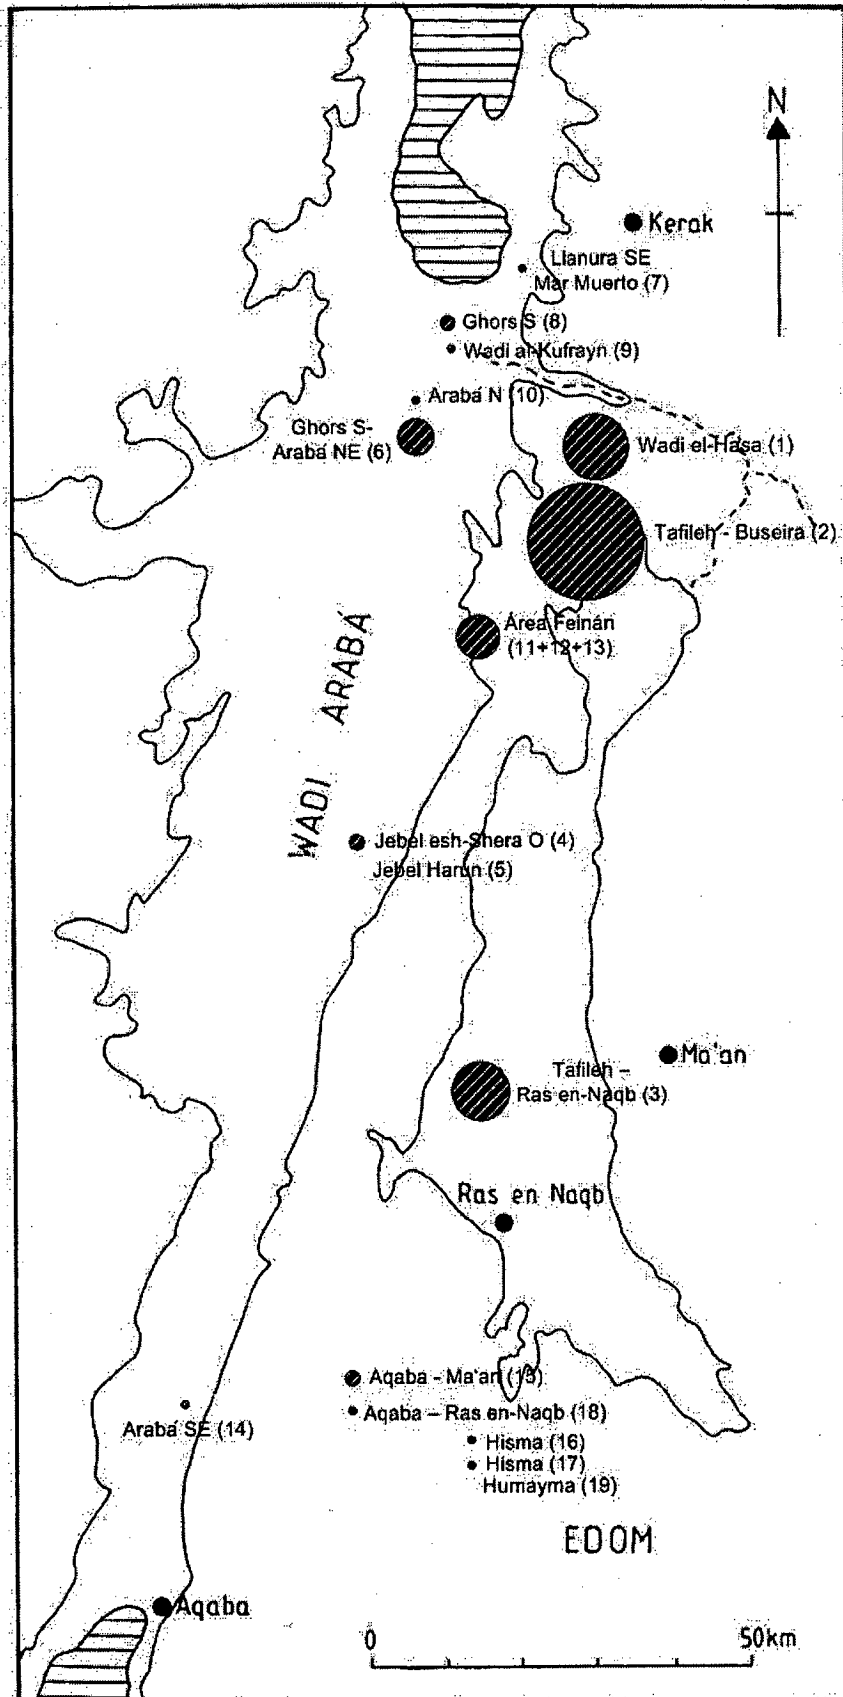 N
Kerak
Llanura SE
Mar Muerto (7)
Ghors S (8)
Wadi al-Kufrayn (9)
Arabá N (10)
Ghors S-
Arabá NE (6)
Wadi el-Hasa (1)
Tafileh - Buseira (2)
Área Feinán
(11+12+13)
WADI ARABÁ
Jebel esh-Shera O (4)
Jebel Harun (5)
Ma'an
Tafileh –
Ras en-Naqb (3)
Ras en Naqb
Aqaba - Ma'an (15)
Aqaba – Ras en-Naqb (18)
Arabá SE (14)
Hisma (16)
Hisma (17)
Humayma (19)
EDOM
Aqaba
0 50km